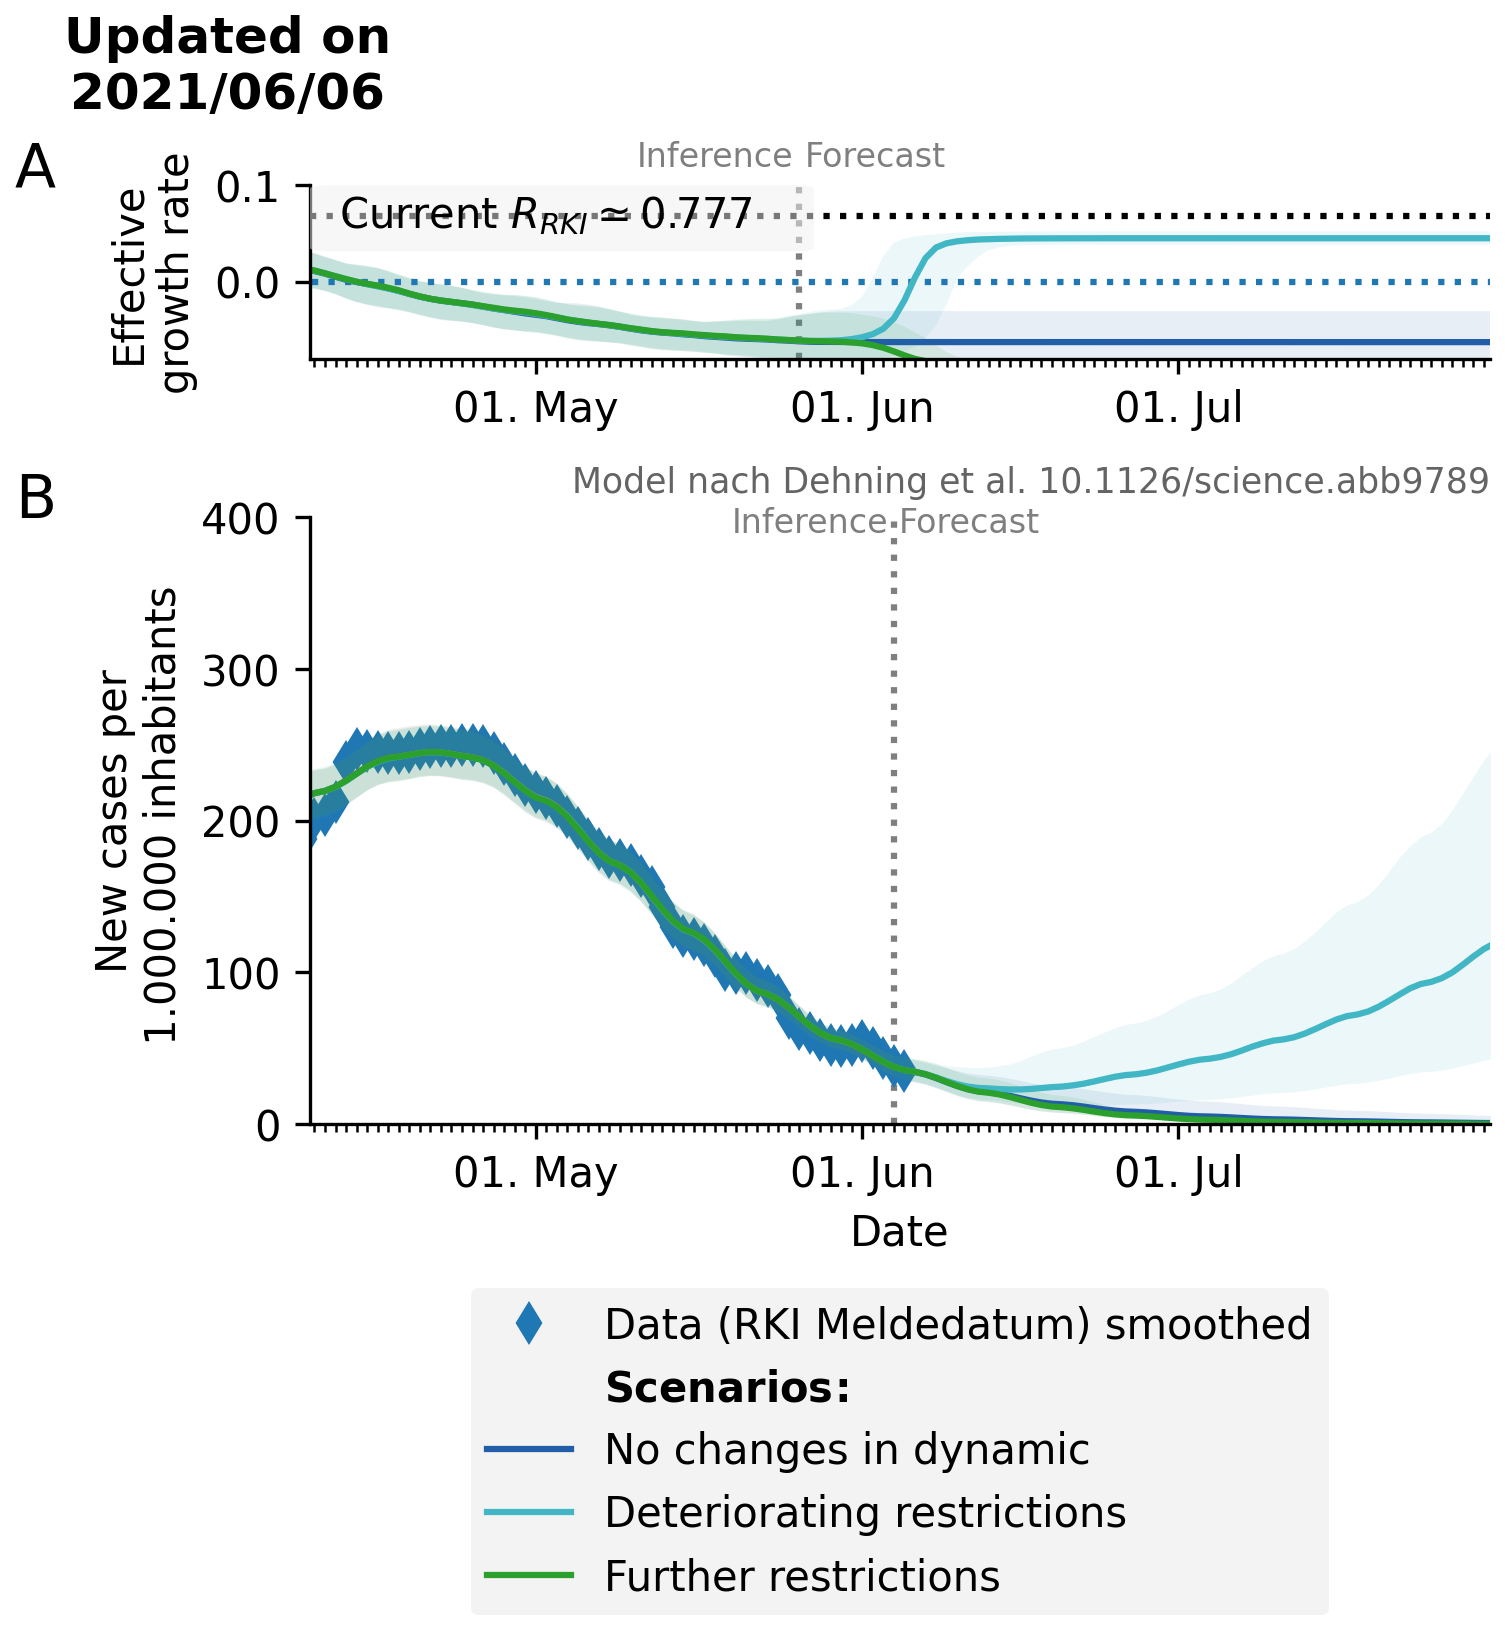 Updated on
2021/06/06
A
Inference Forecast
Effective
growth rate
0.1
0.0
Current R_RKI ≃ 0.777
01. May 01. Jun 01. Jul
B
Model nach Dehning et al. 10.1126/science.abb9789
Inference Forecast
New cases per
1.000.000 inhabitants
400
300
200
100
0
01. May 01. Jun 01. Jul
Date
Data (RKI Meldedatum) smoothed
Scenarios:
No changes in dynamic
Deteriorating restrictions
Further restrictions